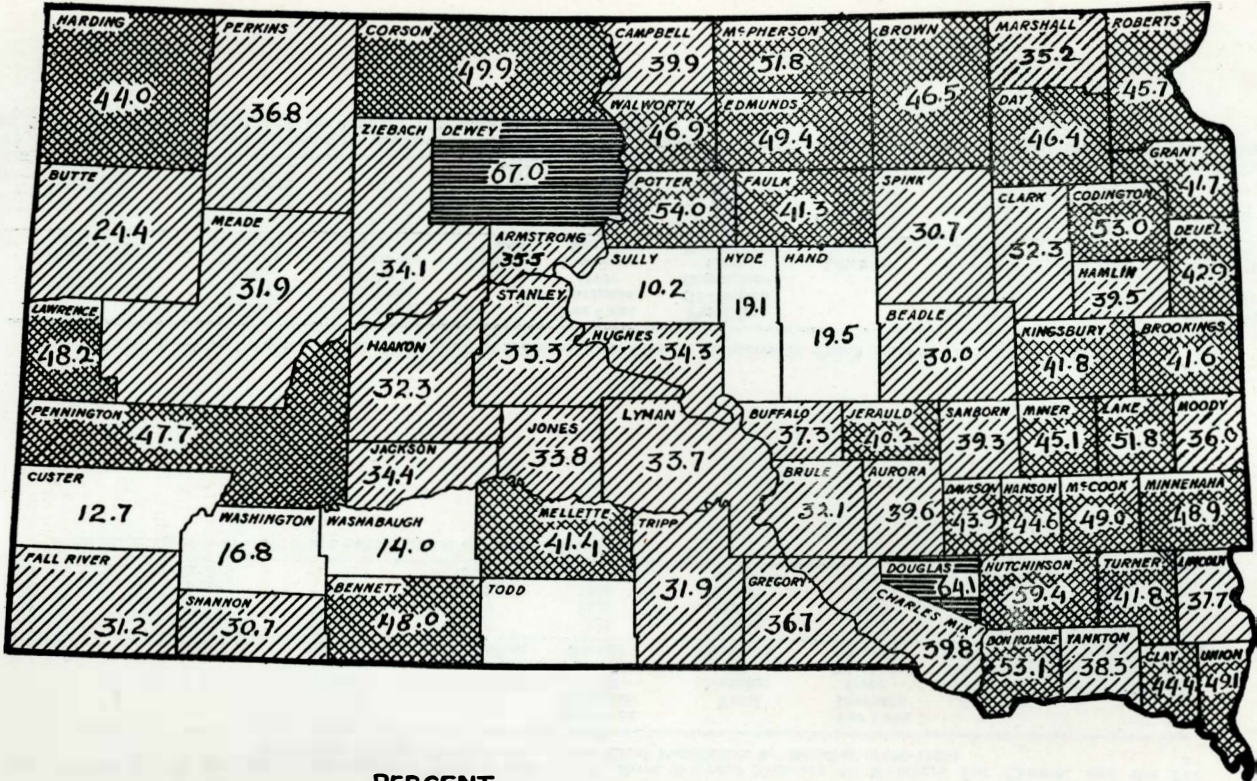 HARDING
44.0
PERKINS
36.8
CORSON
49.9
CAMPBELL
39.9
McPHERSON
51.8
BROWN
46.5
MARSHALL
35.2
ROBERTS
45.7
ZIEBACH
34.1
DEWEY
67.0
WALWORTH
46.9
EDMUNDS
49.4
DAY
46.4
GRANT
41.7
BUTTE
24.4
MEADE
31.9
POTTER
54.0
FAULK
41.3
SPINK
30.7
CLARK
32.3
CODINGTON
53.0
DEUEL
42.9
ARMSTRONG
35.5
SULLY
10.2
HYDE
19.1
HAND
19.5
HAMLIN
39.5
LAWRENCE
48.2
HAAKON
32.3
STANLEY
33.3
HUGHES
34.3
BEADLE
30.0
KINGSBURY
41.8
BROOKINGS
41.6
PENNINGTON
47.7
JACKSON
34.4
JONES
33.8
LYMAN
33.7
BUFFALO
37.3
JERAULD
40.2
SANBORN
39.3
MINER
45.1
LAKE
51.8
MOODY
36.0
CUSTER
12.7
WASHINGTON
16.8
WASHABAUGH
14.0
MELLETTE
41.4
TRIPP
31.9
BRULE
32.1
AURORA
39.6
DAVISON
43.9
HANSON
44.6
McCOOK
49.0
MINNEHAHA
48.9
FALL RIVER
31.2
SHANNON
30.7
BENNETT
48.0
TODD
GREGORY
36.7
CHARLES MIX
39.8
DOUGLAS
64.1
HUTCHINSON
59.4
TURNER
41.8
LINCOLN
37.7
BON HOMME
53.1
YANKTON
38.3
CLAY
44.4
UNION
49.1
PERCENT